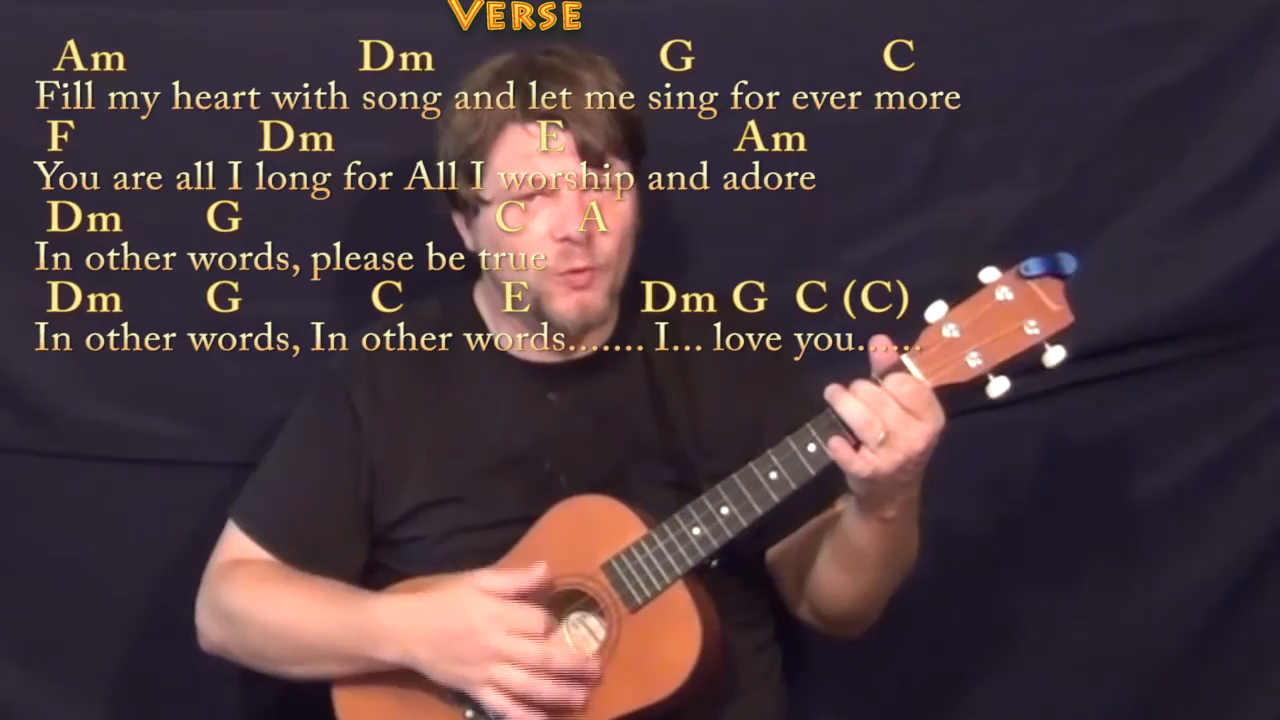 VERSE
Am Dm G C
Fill my heart with song and let me sing for ever more
F Dm E Am
You are all I long for All I worship and adore
Dm G C A
In other words, please be true
Dm G C E Dm G C (C)
In other words, In other words....... I... love you......